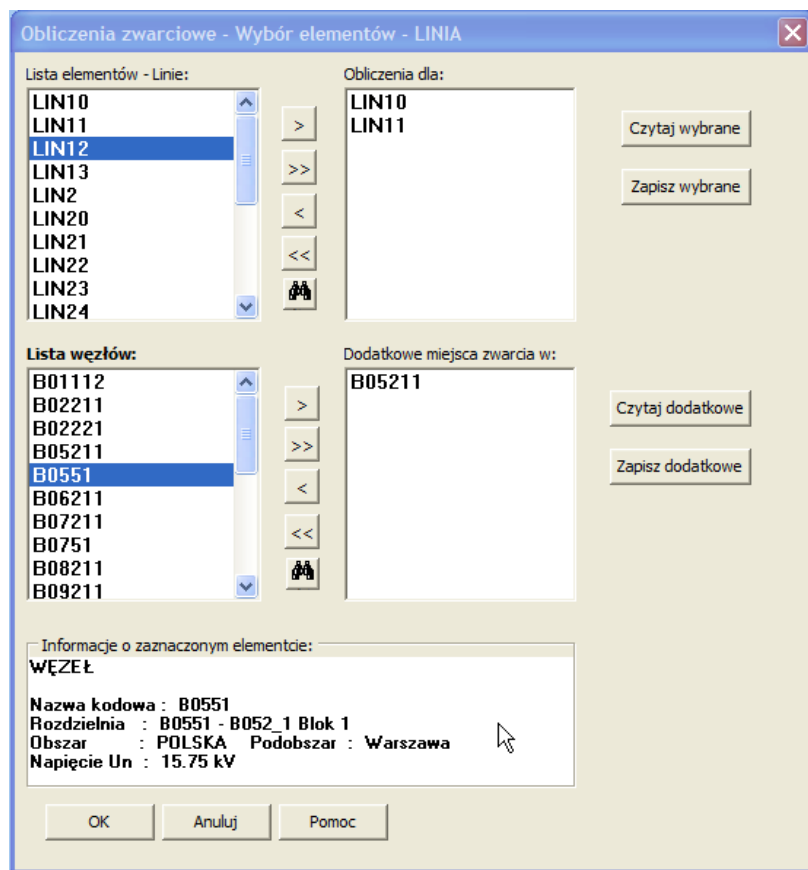 Obliczenia zwarciowe - Wybór elementów - LINIA
Lista elementów - Linie:
LIN10
LIN11
LIN12
LIN13
LIN2
LIN20
LIN21
LIN22
LIN23
LIN24
>
>>
<
<<
Obliczenia dla:
LIN10
LIN11
Czytaj wybrane
Zapisz wybrane
Lista węzłów:
B01112
B02211
B02221
B05211
B0551
B06211
B07211
B0751
B08211
B09211
>
>>
<
<<
Dodatkowe miejsca zwarcia w:
B05211
Czytaj dodatkowe
Zapisz dodatkowe
Informacje o zaznaczonym elementcie:
WĘZEŁ
Nazwa kodowa : B0551
Rozdzielnia : B0551 - B052_1 Blok 1
Obszar : POLSKA Podobszar : Warszawa
Napięcie Un : 15.75 kV
OK Anuluj Pomoc